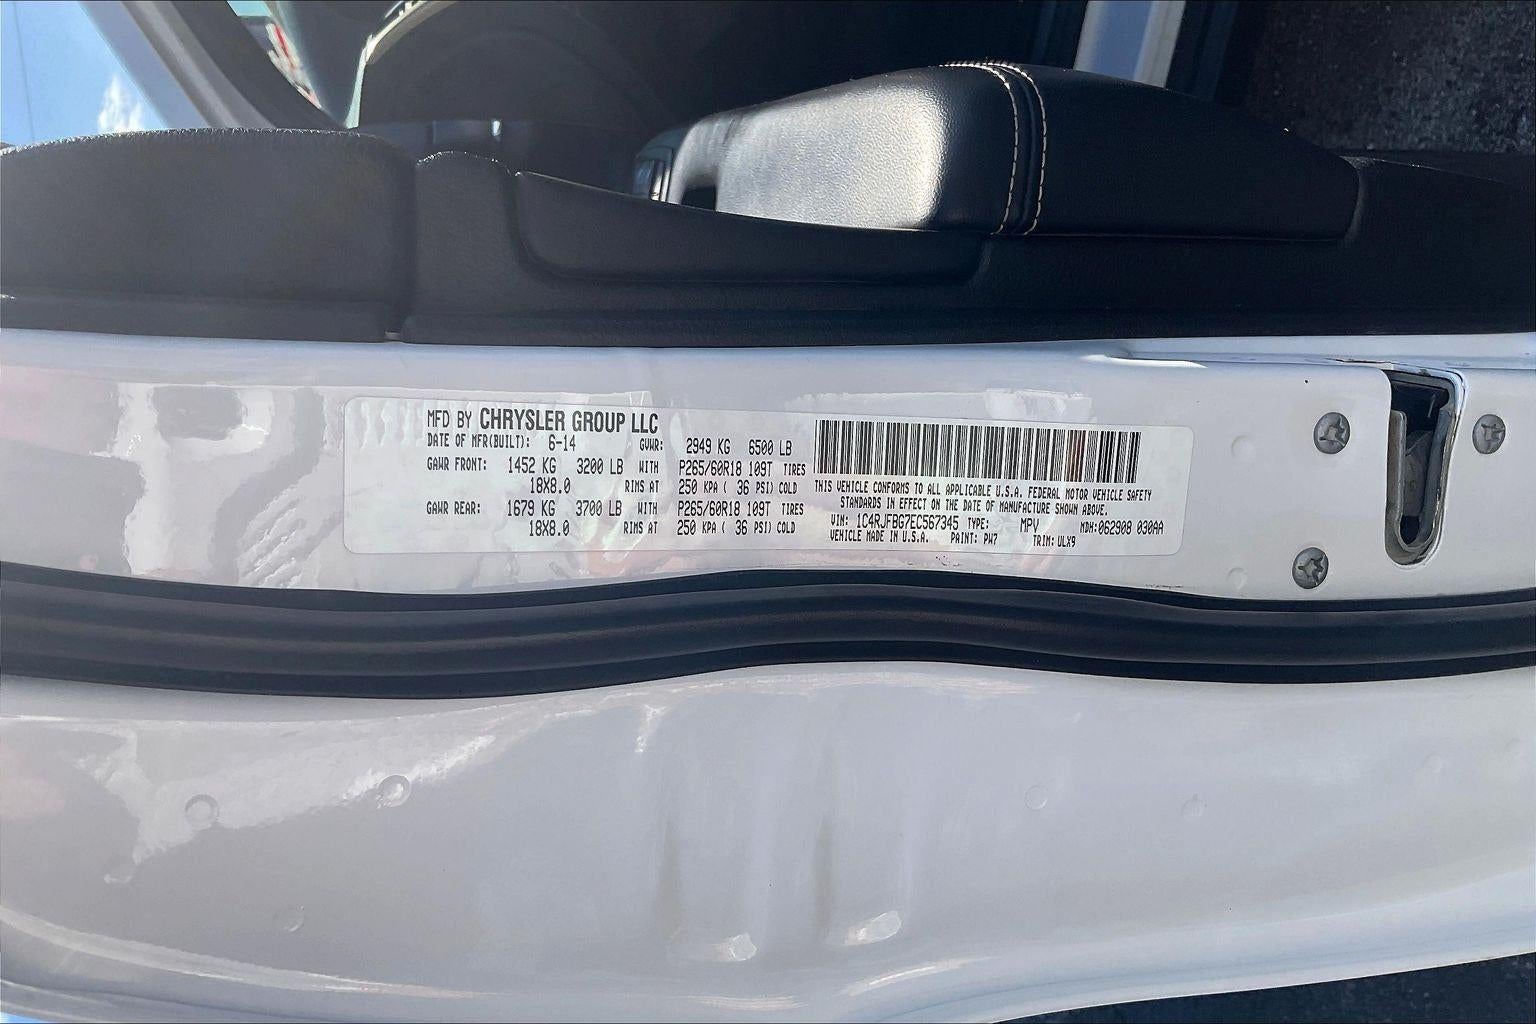 MFD BY CHRYSLER GROUP LLC
DATE OF MFR(BUILT): 6-14 GVWR: 2949 KG 6500 LB
GAWR FRONT: 1452 KG 3200 LB WITH P265/60R18 109T TIRES
18X8.0 RIMS AT 250 KPA ( 36 PSI) COLD
GAWR REAR: 1679 KG 3700 LB WITH P265/60R18 109T TIRES
18X8.0 RIMS AT 250 KPA ( 36 PSI) COLD
THIS VEHICLE CONFORMS TO ALL APPLICABLE U.S.A. FEDERAL MOTOR VEHICLE SAFETY
STANDARDS IN EFFECT ON THE DATE OF MANUFACTURE SHOWN ABOVE.
VIN: 1C4RJFBG7EC567345 TYPE: MPV MDH:062908 030AA
VEHICLE MADE IN U.S.A. PAINT: PW7 TRIM:ULX9